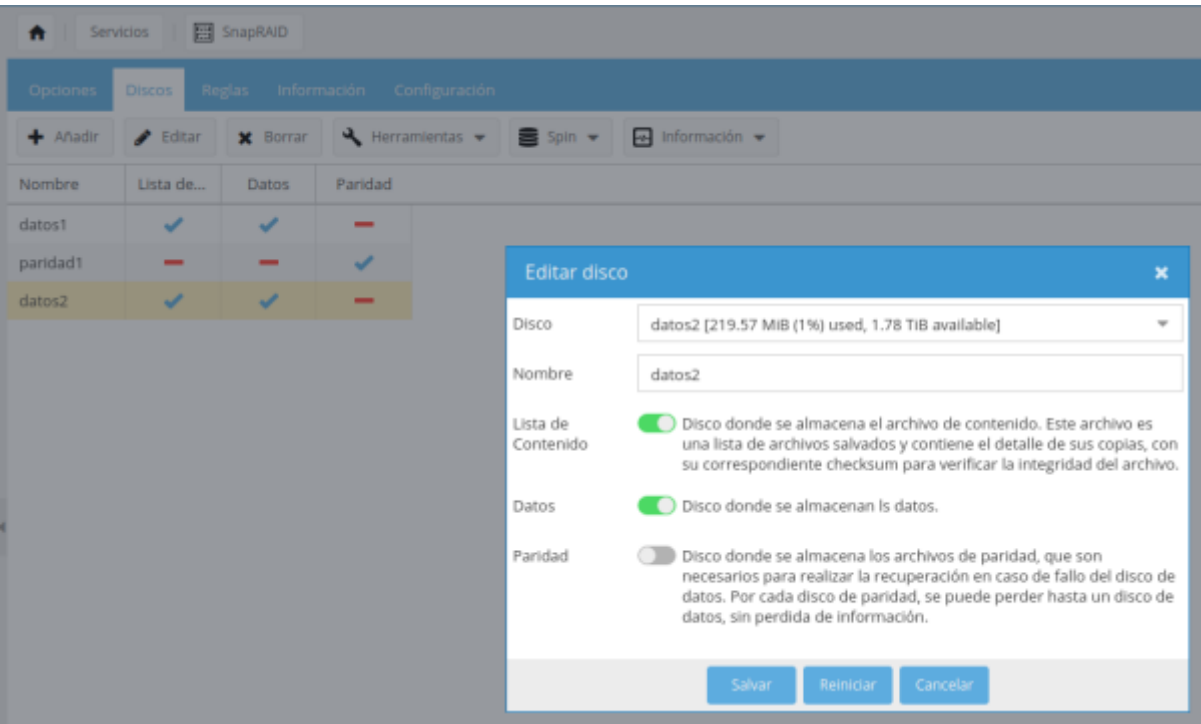 Servicios SnapRAID
Opciones Discos Reglas Información Configuración
Añadir Editar Borrar Herramientas Spin Información
Nombre Lista de... Datos Paridad
datos1
paridad1
datos2
Editar disco
Disco datos2 [219.57 MiB (1%) used, 1.78 TiB available]
Nombre datos2
Lista de Contenido
Disco donde se almacena el archivo de contenido. Este archivo es
una lista de archivos salvados y contiene el detalle de sus copias, con
su correspondiente checksum para verificar la integridad del archivo.
Datos Disco donde se almacenan ls datos.
Paridad Disco donde se almacena los archivos de paridad, que son
necesarios para realizar la recuperación en caso de fallo del disco de
datos. Por cada disco de paridad, se puede perder hasta un disco de
datos, sin perdida de información.
Salvar Reiniciar Cancelar